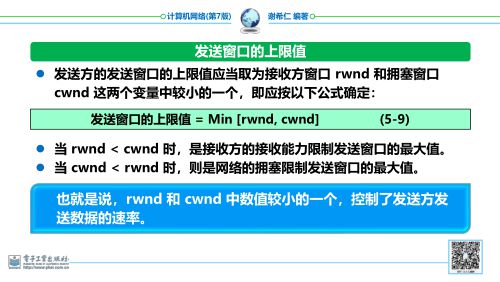 计算机网络(第7版)
谢希仁 编著
发送窗口的上限值
发送方的发送窗口的上限值应当取为接收方窗口 rwnd 和拥塞窗口
cwnd 这两个变量中较小的一个，即应按以下公式确定：
发送窗口的上限值 = Min [rwnd, cwnd] (5-9)
当 rwnd < cwnd 时，是接收方的接收能力限制发送窗口的最大值。
当 cwnd < rwnd 时，则是网络的拥塞限制发送窗口的最大值。
也就是说，rwnd 和 cwnd 中数值较小的一个，控制了发送方发
送数据的速率。
电子工业出版社
http://www.phei.com.cn